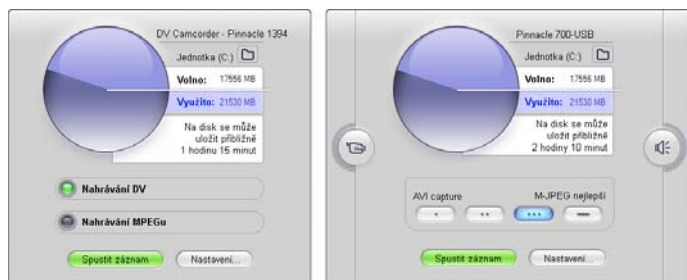 DV Camcorder - Pinnacle 1394
Jednotka (C:)
Volno: 17556 MB
Využito: 21530 MB
Na disk se může
uložit přibližně
1 hodinu 15 minut
Nahrávání DV
Nahrávání MPEGu
Spustit záznam
Nastavení...
Pinnacle 700-USB
Jednotka (C:)
Volno: 17556 MB
Využito: 21530 MB
Na disk se může
uložit přibližně
2 hodiny 10 minut
AVI capture
M-JPEG nejlepší
Spustit záznam
Nastavení...